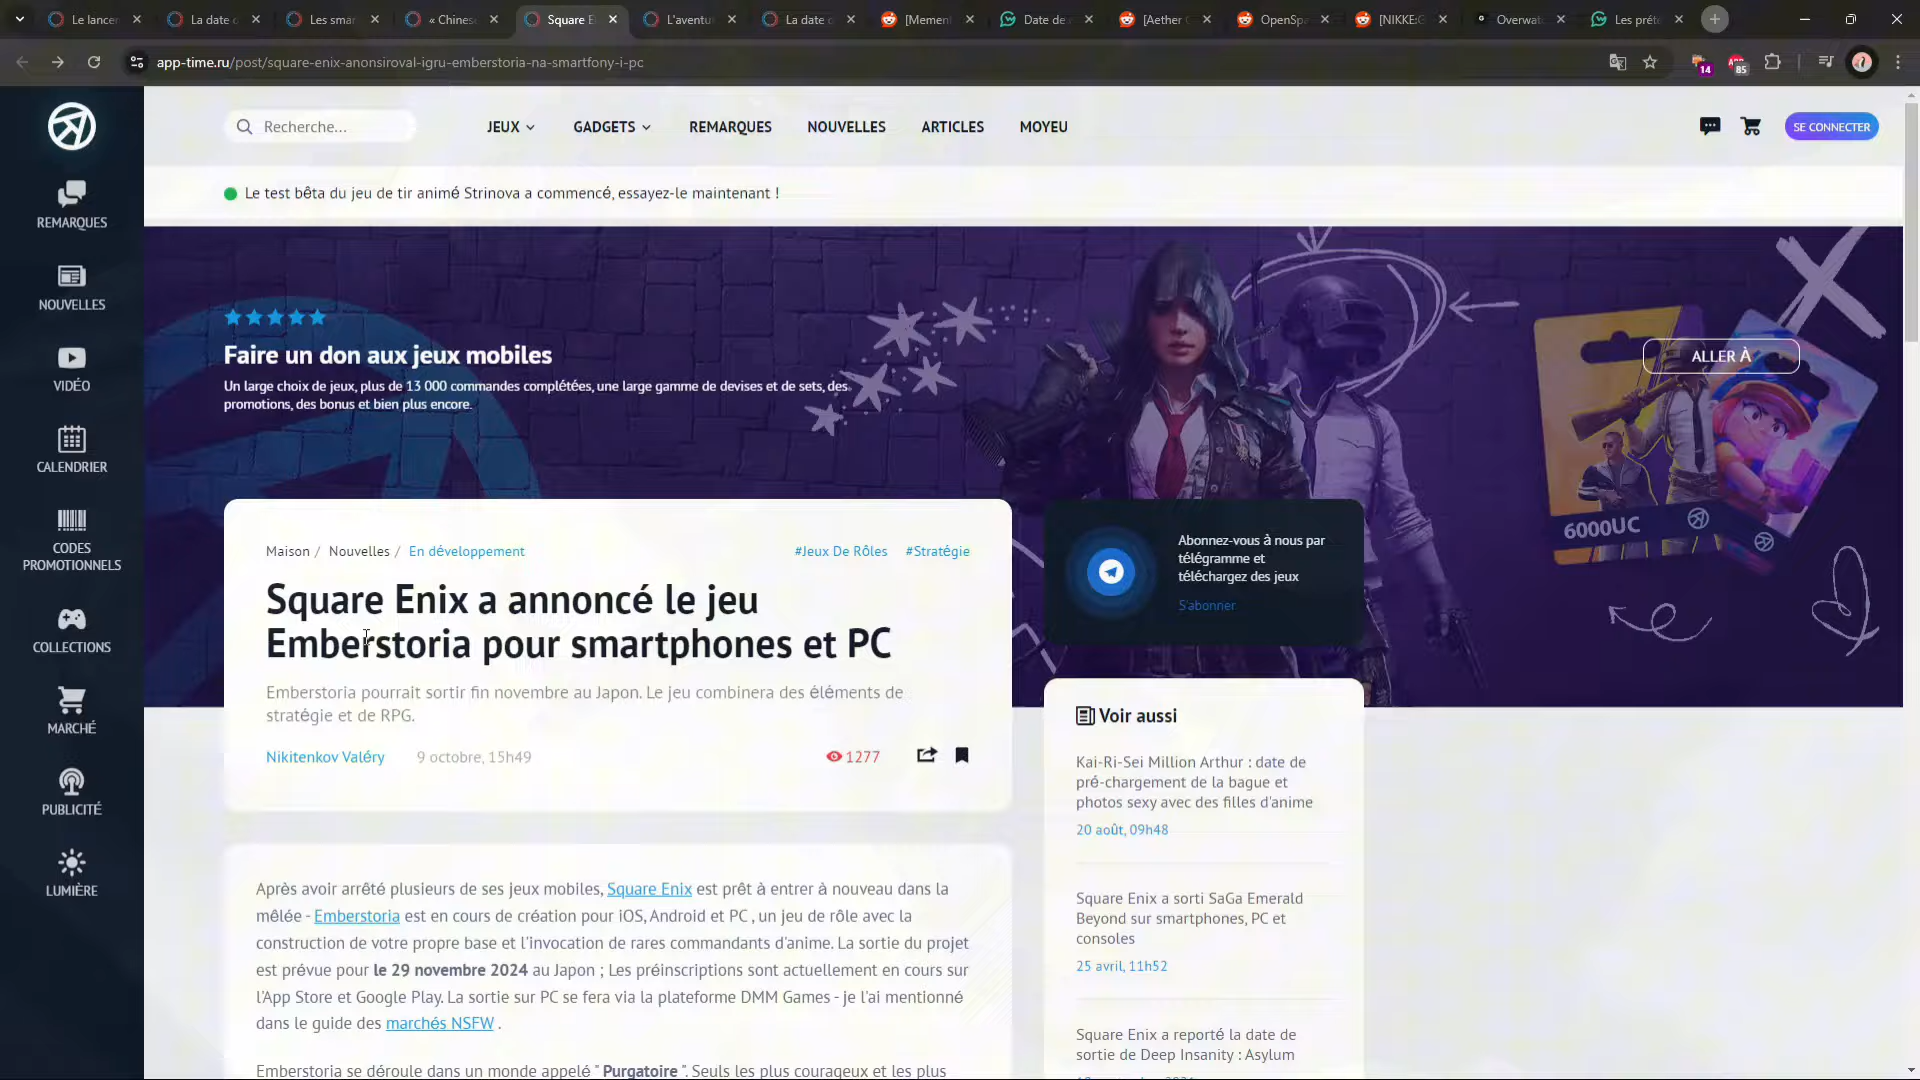 Le lancer
La date d
Les smar
« Chines
Square E
L'aventu
La date d
[Memen
Date de
[Aether
OpenSpa
[NIKKE:G
Overwat
Les préte
app-time.ru/post/square-enix-anonsiroval-igru-emberstoria-na-smartfony-i-pc
14
85
Recherche...
JEUX
GADGETS
REMARQUES
NOUVELLES
ARTICLES
MOYEU
SE CONNECTER
REMARQUES
NOUVELLES
VIDÉO
CALENDRIER
CODES
PROMOTIONNELS
COLLECTIONS
MARCHÉ
PUBLICITÉ
LUMIÈRE
Le test bêta du jeu de tir animé Strinova a commencé, essayez-le maintenant !
Faire un don aux jeux mobiles
Un large choix de jeux, plus de 13 000 commandes complétées, une large gamme de devises et de sets, des
promotions, des bonus et bien plus encore.
ALLER À
6000UC
Maison / Nouvelles / En développement
#Jeux De Rôles #Stratégie
Square Enix a annoncé le jeu
Emberstoria pour smartphones et PC
Emberstoria pourrait sortir fin novembre au Japon. Le jeu combinera des éléments de
stratégie et de RPG.
Nikitenkov Valéry
9 octobre, 15h49
1277
Abonnez-vous à nous par
télégramme et
téléchargez des jeux
S'abonner
Voir aussi
Kai-Ri-Sei Million Arthur : date de
pré-chargement de la bague et
photos sexy avec des filles d'anime
20 août, 09h48
Square Enix a sorti SaGa Emerald
Beyond sur smartphones, PC et
consoles
25 avril, 11h52
Square Enix a reporté la date de
sortie de Deep Insanity : Asylum
Après avoir arrêté plusieurs de ses jeux mobiles, Square Enix est prêt à entrer à nouveau dans la
mêlée - Emberstoria est en cours de création pour iOS, Android et PC , un jeu de rôle avec la
construction de votre propre base et l'invocation de rares commandants d'anime. La sortie du projet
est prévue pour le 29 novembre 2024 au Japon ; Les préinscriptions sont actuellement en cours sur
l'App Store et Google Play. La sortie sur PC se fera via la plateforme DMM Games - je l'ai mentionné
dans le guide des marchés NSFW .
Emberstoria se déroule dans un monde appelé " Purgatoire ". Seuls les plus courageux et les plus